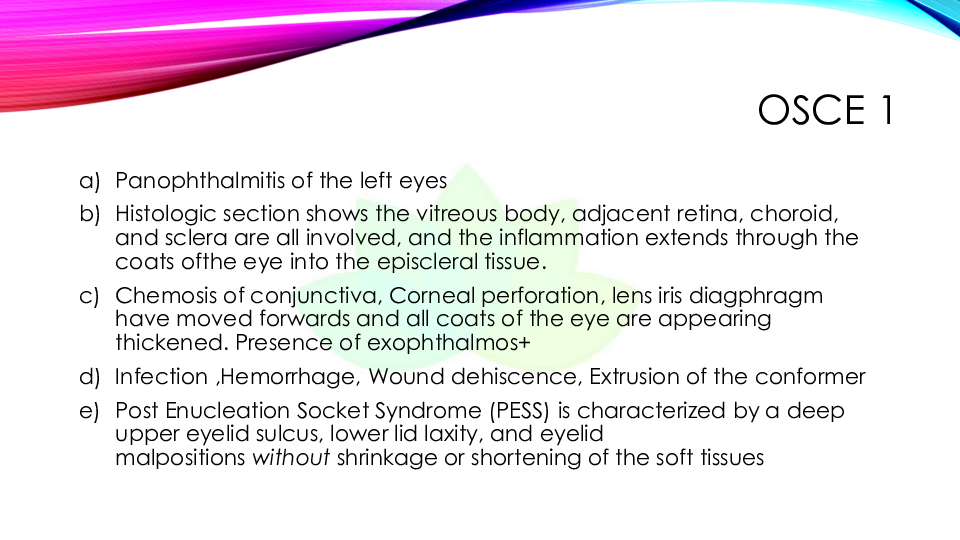 OSCE 1
a) Panophthalmitis of the left eyes
b) Histologic section shows the vitreous body, adjacent retina, choroid,
and sclera are all involved, and the inflammation extends through the
coats ofthe eye into the episcleral tissue.
c) Chemosis of conjunctiva, Corneal perforation, lens iris diagphragm
have moved forwards and all coats of the eye are appearing
thickened. Presence of exophthalmos+
d) Infection ,Hemorrhage, Wound dehiscence, Extrusion of the conformer
e) Post Enucleation Socket Syndrome (PESS) is characterized by a deep
upper eyelid sulcus, lower lid laxity, and eyelid
malpositions without shrinkage or shortening of the soft tissues